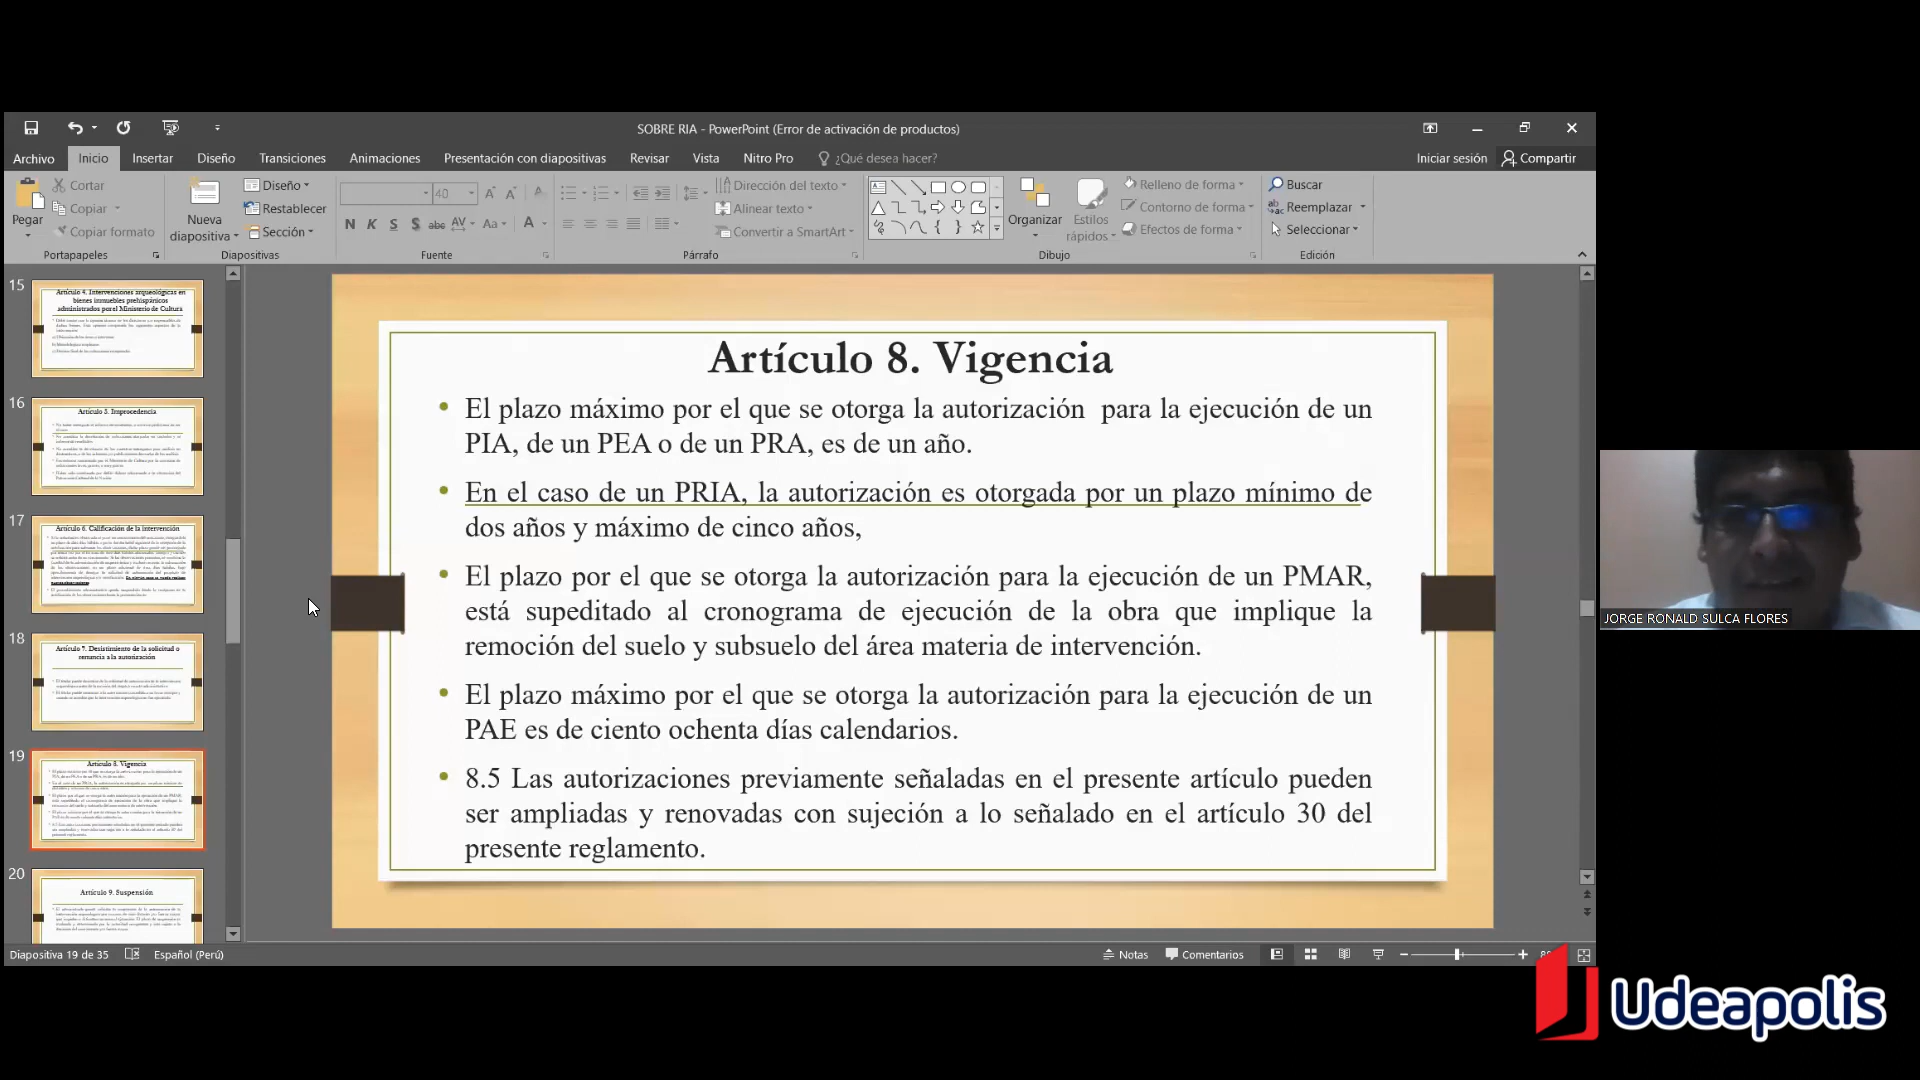 SOBRE RIA - PowerPoint (Error de activación de productos)
Archivo Inicio Insertar Diseño Transiciones Animaciones Presentación con diapositivas Revisar Vista Nitro Pro ¿Qué desea hacer? Iniciar sesión Compartir
Pegar
Cortar
Copiar
Copiar formato
Portapapeles
Nueva diapositiva
Diseño
Restablecer
Sección
Diapositivas
40
N K S S abc AV Aa A
Fuente
Dirección del texto
Alinear texto
Convertir a SmartArt
Párrafo
Organizar
Estilos rápidos
Relleno de forma
Contorno de forma
Efectos de forma
Dibujo
Buscar
Reemplazar
Seleccionar
Edición
15
Artículo 4. Intervenciones arqueológicas en
bienes inmuebles prehispánicos
administrados por el Ministerio de Cultura
16
Artículo 5. Improcedencia
17
Artículo 6. Calificación de la intervención
18
Artículo 7. Desistimiento de la solicitud o
renuncia a la autorización
19
Artículo 8. Vigencia
20
Artículo 9. Suspensión
Artículo 8. Vigencia
• El plazo máximo por el que se otorga la autorización para la ejecución de un
PIA, de un PEA o de un PRA, es de un año.
• En el caso de un PRIA, la autorización es otorgada por un plazo mínimo de
dos años y máximo de cinco años,
• El plazo por el que se otorga la autorización para la ejecución de un PMAR,
está supeditado al cronograma de ejecución de la obra que implique la
remoción del suelo y subsuelo del área materia de intervención.
• El plazo máximo por el que se otorga la autorización para la ejecución de un
PAE es de ciento ochenta días calendarios.
• 8.5 Las autorizaciones previamente señaladas en el presente artículo pueden
ser ampliadas y renovadas con sujeción a lo señalado en el artículo 30 del
presente reglamento.
JORGE RONALD SULCA FLORES
Diapositiva 19 de 35 Español (Perú) Notas Comentarios
Udeapolis